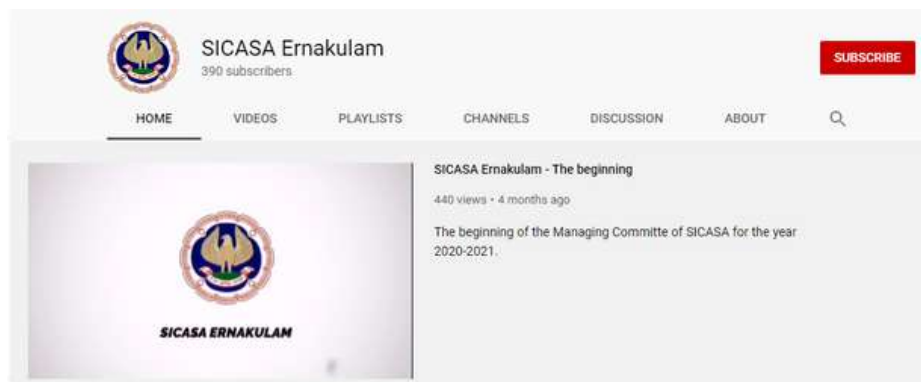 SICASA Ernakulam
390 subscribers
SUBSCRIBE
HOME VIDEOS PLAYLISTS CHANNELS DISCUSSION ABOUT
SICASA Ernakulam - The beginning
440 views • 4 months ago
The beginning of the Managing Committe of SICASA for the year
2020-2021.
SICASA ERNAKULAM